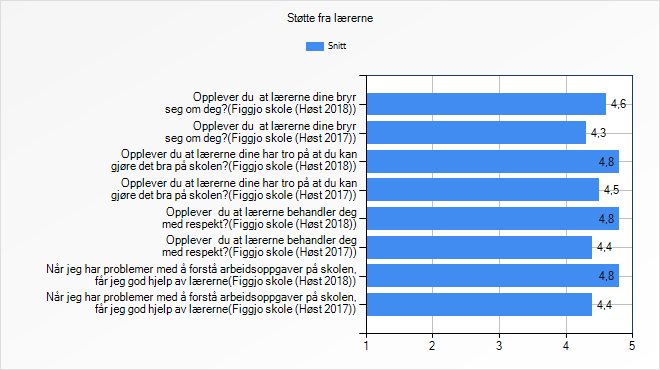 Støtte fra lærerne
Snitt
Opplever du  at lærerne dine bryr
seg om deg?(Figgjo skole (Høst 2018))
4,6
Opplever du  at lærerne dine bryr
seg om deg?(Figgjo skole (Høst 2017))
4,3
Opplever du at lærerne dine har tro på at du kan
gjøre det bra på skolen?(Figgjo skole (Høst 2018))
4,8
Opplever du at lærerne dine har tro på at du kan
gjøre det bra på skolen?(Figgjo skole (Høst 2017))
4,5
Opplever  du at lærerne behandler deg
med respekt?(Figgjo skole (Høst 2018))
4,8
Opplever  du at lærerne behandler deg
med respekt?(Figgjo skole (Høst 2017))
4,4
Når jeg har problemer med å forstå arbeidsoppgaver på skolen,
får jeg god hjelp av lærerne(Figgjo skole (Høst 2018))
4,8
Når jeg har problemer med å forstå arbeidsoppgaver på skolen,
får jeg god hjelp av lærerne(Figgjo skole (Høst 2017))
4,4
1 2 3 4 5